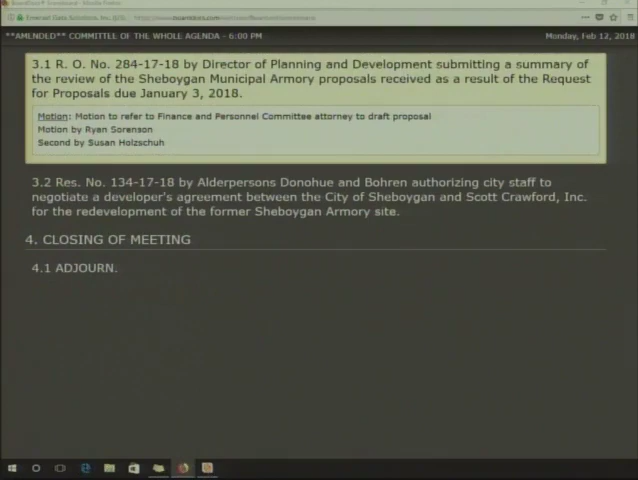 **AMENDED** COMMITTEE OF THE WHOLE AGENDA - 6:00 PM
Monday, Feb 12, 2018
3.1 R. O. No. 284-17-18 by Director of Planning and Development submitting a summary of
the review of the Sheboygan Municipal Armory proposals received as a result of the Request
for Proposals due January 3, 2018.
Motion: Motion to refer to Finance and Personnel Committee attorney to draft proposal
Motion by Ryan Sorenson
Second by Susan Holzschuh
3.2 Res. No. 134-17-18 by Alderpersons Donohue and Bohren authorizing city staff to
negotiate a developer's agreement between the City of Sheboygan and Scott Crawford, Inc.
for the redevelopment of the former Sheboygan Armory site.
4. CLOSING OF MEETING
4.1 ADJOURN.